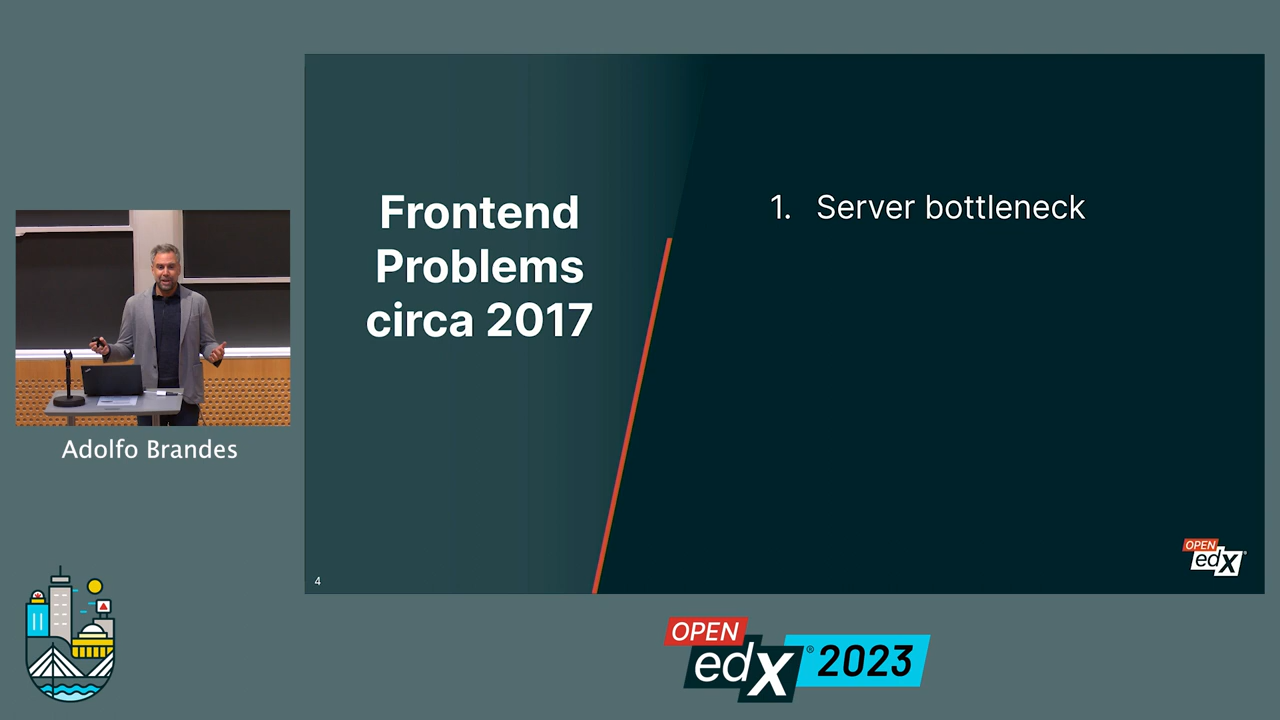 Frontend
Problems
circa 2017
1. Server bottleneck
4
OPEN
edX
Adolfo Brandes
OPEN
edX® 2023